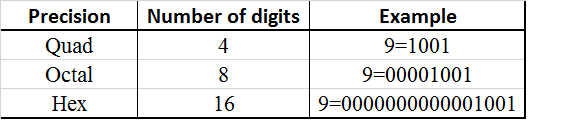 Precision Number of digits Example
Quad 4 9=1001
Octal 8 9=00001001
Hex 16 9=0000000000001001